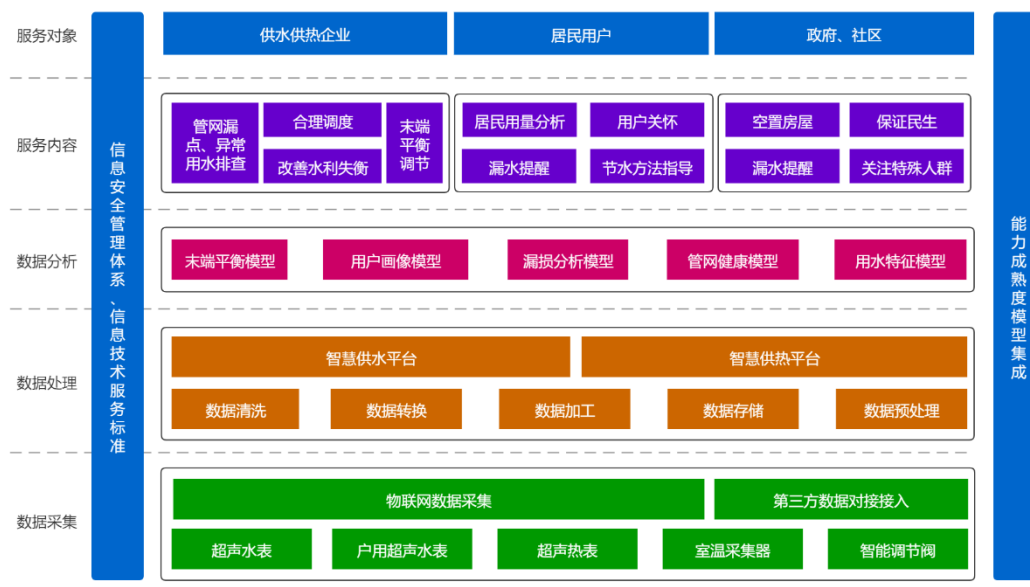 服务对象
供水供热企业
居民用户
政府、社区
服务内容
管网漏
点、异常
用水排查
合理调度
改善水利失衡
末端
平衡
调节
居民用量分析
用户关怀
漏水提醒
节水方法指导
空置房屋
保证民生
漏水提醒
关注特殊人群
数据分析
末端平衡模型
用户画像模型
漏损分析模型
管网健康模型
用水特征模型
数据处理
智慧供水平台
智慧供热平台
数据清洗
数据转换
数据加工
数据存储
数据预处理
数据采集
物联网数据采集
第三方数据对接接入
超声水表
户用超声水表
超声热表
室温采集器
智能调节阀
信息安全管理体系、信息技术服务标准
能力成熟度模型集成